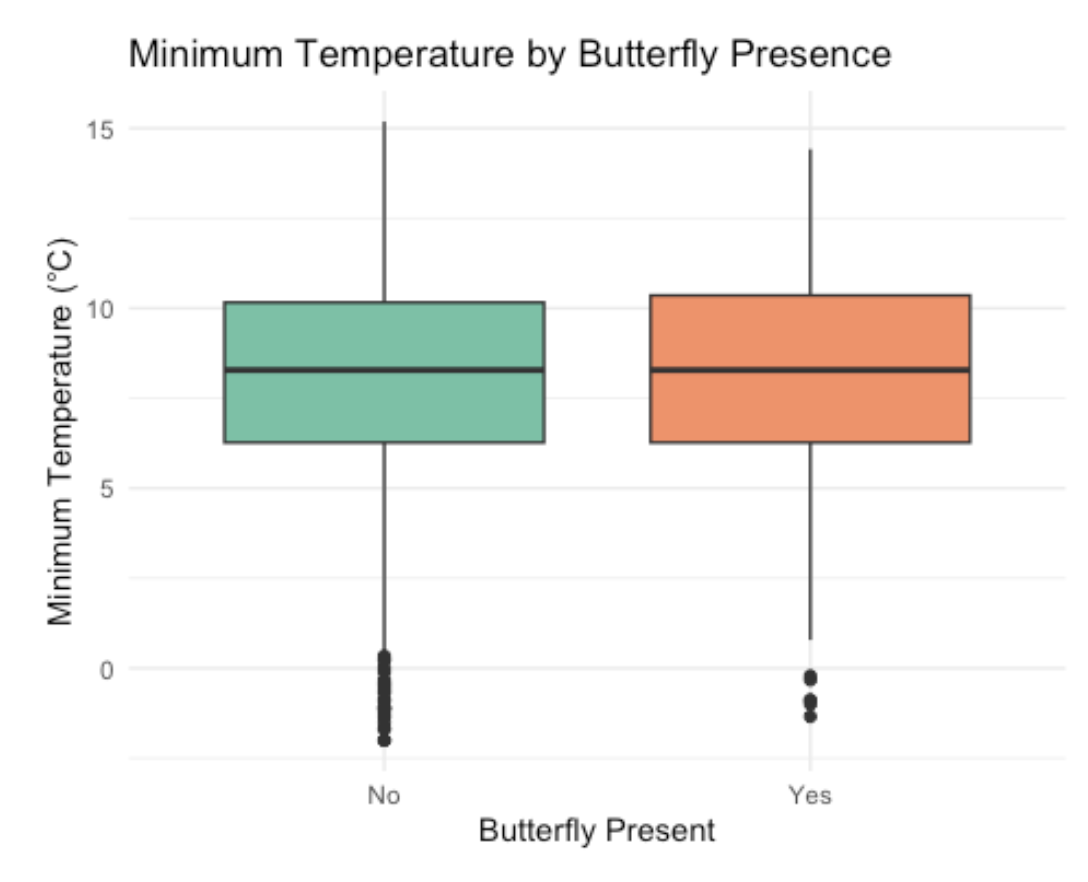 Minimum Temperature by Butterfly Presence
15
10
5
0
Minimum Temperature (°C)
No
Yes
Butterfly Present